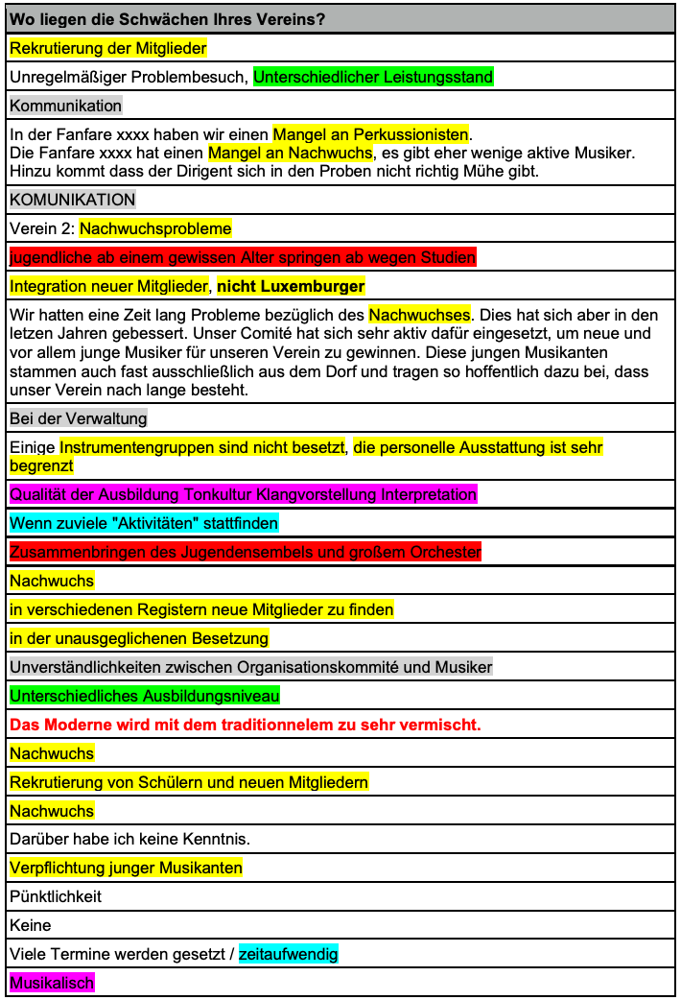 Wo liegen die Schwächen Ihres Vereins?
Rekrutierung der Mitglieder
Unregelmäßiger Problembesuch, Unterschiedlicher Leistungsstand
Kommunikation
In der Fanfare xxxx haben wir einen Mangel an Perkussionisten.
Die Fanfare xxxx hat einen Mangel an Nachwuchs, es gibt eher wenige aktive Musiker.
Hinzu kommt dass der Dirigent sich in den Proben nicht richtig Mühe gibt.
KOMUNIKATION
Verein 2: Nachwuchsprobleme
jugendliche ab einem gewissen Alter springen ab wegen Studien
Integration neuer Mitglieder, nicht Luxemburger
Wir hatten eine Zeit lang Probleme bezüglich des Nachwuchses. Dies hat sich aber in den
letzen Jahren gebessert. Unser Comité hat sich sehr aktiv dafür eingesetzt, um neue und
vor allem junge Musiker für unseren Verein zu gewinnen. Diese jungen Musikanten
stammen auch fast ausschließlich aus dem Dorf und tragen so hoffentlich dazu bei, dass
unser Verein nach lange besteht.
Bei der Verwaltung
Einige Instrumentengruppen sind nicht besetzt, die personelle Ausstattung ist sehr
begrenzt
Qualität der Ausbildung Tonkultur Klangvorstellung Interpretation
Wenn zuviele "Aktivitäten" stattfinden
Zusammenbringen des Jugendensembels und großem Orchester
Nachwuchs
in verschiedenen Registern neue Mitglieder zu finden
in der unausgeglichenen Besetzung
Unverständlichkeiten zwischen Organisationskommité und Musiker
Unterschiedliches Ausbildungsniveau
Das Moderne wird mit dem traditionnelem zu sehr vermischt.
Nachwuchs
Rekrutierung von Schülern und neuen Mitgliedern
Nachwuchs
Darüber habe ich keine Kenntnis.
Verpflichtung junger Musikanten
Pünktlichkeit
Keine
Viele Termine werden gesetzt / zeitaufwendig
Musikalisch